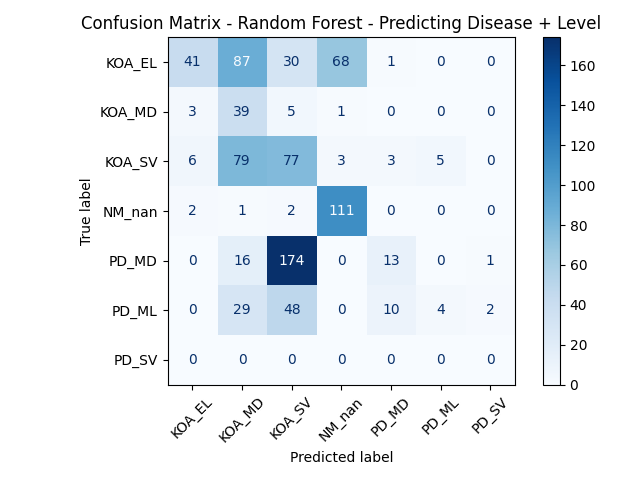 Confusion Matrix - Random Forest - Predicting Disease + Level
True label
KOA_EL 41 87 30 68 1 0 0
KOA_MD 3 39 5 1 0 0 0
KOA_SV 6 79 77 3 3 5 0
NM_nan 2 1 2 111 0 0 0
PD_MD 0 16 174 0 13 0 1
PD_ML 0 29 48 0 10 4 2
PD_SV 0 0 0 0 0 0 0
KOA_EL KOA_MD KOA_SV NM_nan PD_MD PD_ML PD_SV
Predicted label
160
140
120
100
80
60
40
20
0